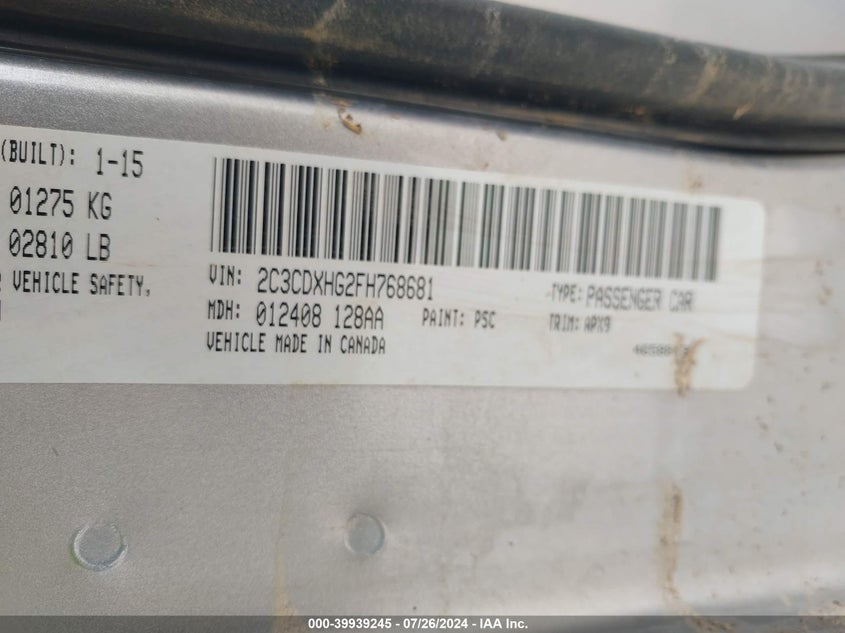 (BUILT): 1-15
01275 KG
02810 LB
VEHICLE SAFETY,
VIN: 2C3CDXHG2FH768681 TYPE: PASSENGER CAR
MDH: 012408 128AA PAINT: PSC TRIM: APX9
VEHICLE MADE IN CANADA
000-39939245 - 07/26/2024 - IAA Inc.